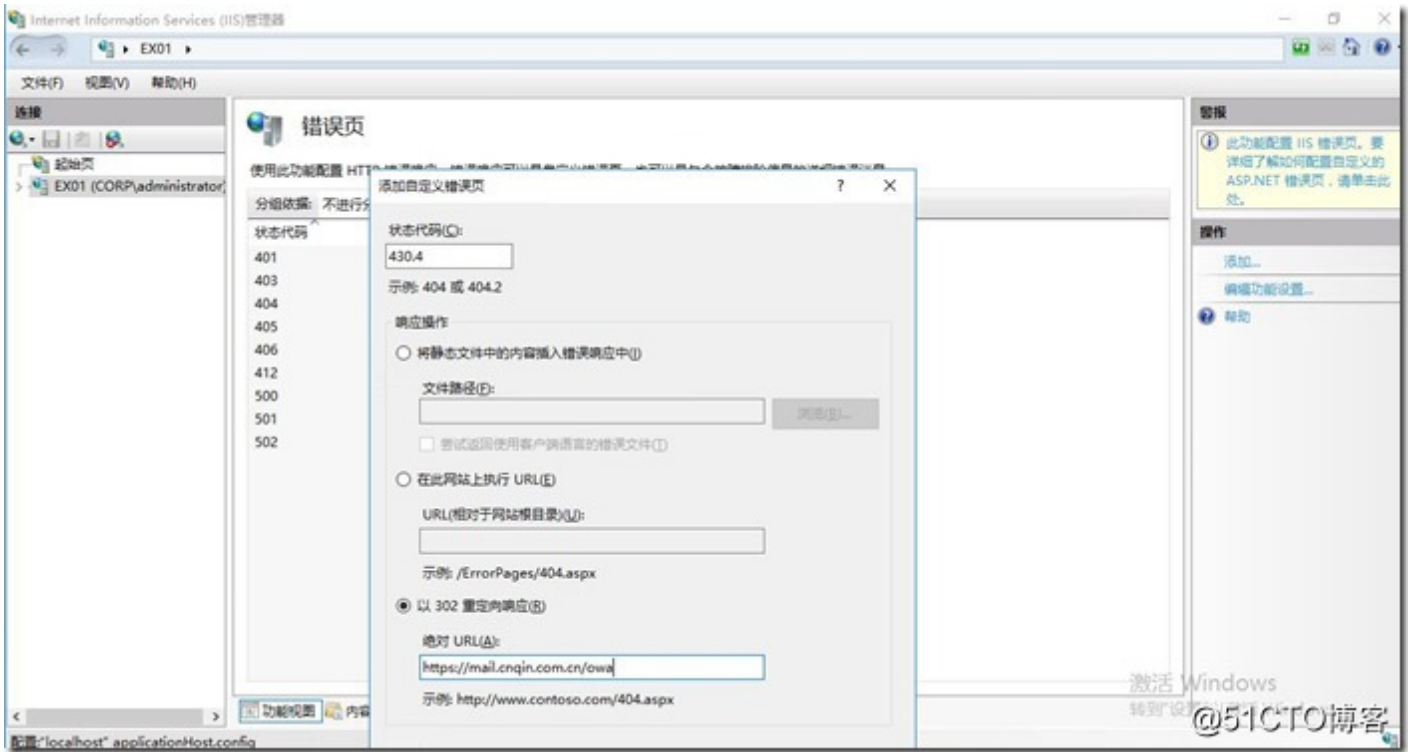 Internet Information Services (IIS)管理器
EX01
文件(F) 视图(V) 帮助(H)
连接
起始页
EX01 (CORP\administrator)
错误页
使用此功能配置 HTTP
分组依据: 不进行分
状态代码
401
403
404
405
406
412
500
501
502
功能视图 内容
添加自定义错误页 ?
状态代码(C):
430.4
示例: 404 或 404.2
响应操作
将静态文件中的内容插入错误响应中(I)
文件路径(F):
浏览(B)...
尝试返回使用客户端语言的错误文件(T)
在此网站上执行 URL(E)
URL(相对于网站根目录)(U):
示例: /ErrorPages/404.aspx
以 302 重定向响应(R)
绝对 URL(A):
https://mail.cnqin.com.cn/owa
示例: http://www.contoso.com/404.aspx
警报
此功能配置 IIS 错误页。要
详细了解如何配置自定义的
ASP.NET 错误页，请单击此
处。
操作
添加...
编辑功能设置...
帮助
激活 Windows
转到"设
@51CTO博客
配置:"localhost" applicationHost.config